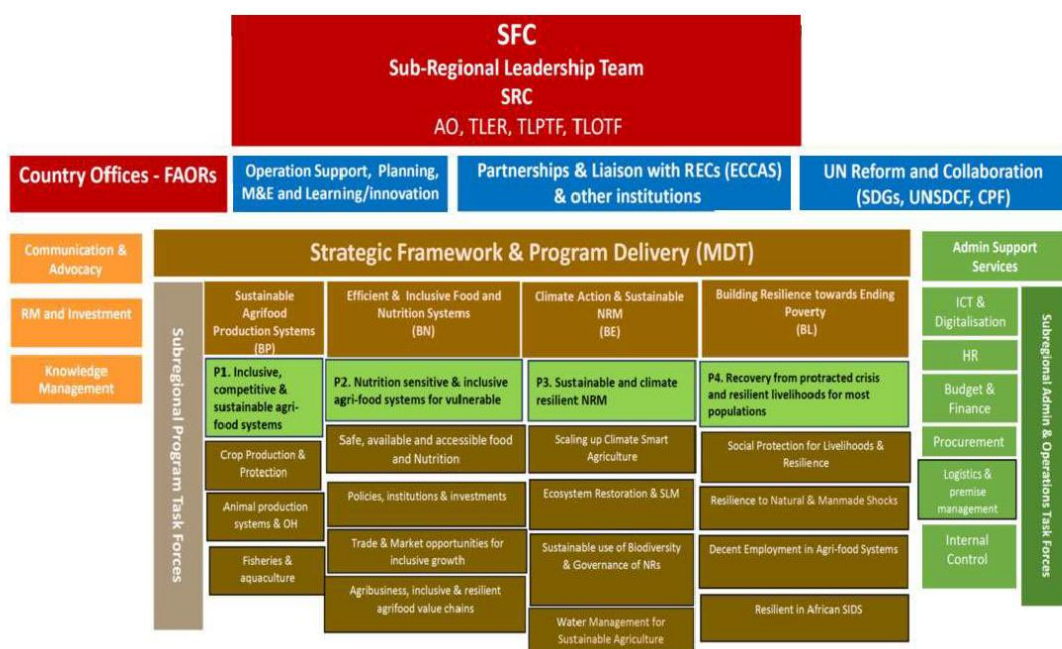 SFC
Sub-Regional Leadership Team
SRC
AO, TLER, TLPTF, TLOTF
Country Offices - FAORs
Operation Support, Planning,
M&E and Learning/innovation
Partnerships & Liaison with RECs (ECCAS)
& other institutions
UN Reform and Collaboration
(SDGs, UNSDCF, CPF)
Communication &
Advocacy
RM and Investment
Knowledge
Management
Strategic Framework & Program Delivery (MDT)
Subregional Program Task Forces
Sustainable
Agrifood
Production Systems
(BP)
P1. Inclusive,
competitive &
sustainable agri-
food systems
Crop Production &
Protection
Animal production
systems & OH
Fisheries &
aquaculture
Efficient & Inclusive Food and
Nutrition Systems
(BN)
P2. Nutrition sensitive & inclusive
agri-food systems for vulnerable
Safe, available and accessible food
and Nutrition
Policies, institutions & investments
Trade & Market opportunities for
inclusive growth
Agribusiness, inclusive & resilient
agrifood value chains
Climate Action & Sustainable
NRM
(BE)
P3. Sustainable and climate
resilient NRM
Scaling up Climate Smart
Agriculture
Ecosystem Restoration & SLM
Sustainable use of Biodiversity
& Governance of NRs
Water Management for
Sustainable Agriculture
Building Resilience towards Ending
Poverty
(BL)
P4. Recovery from protracted crisis
and resilient livelihoods for most
populations
Social Protection for Livelihoods &
Resilience
Resilience to Natural & Manmade Shocks
Decent Employment in Agri-food Systems
Resilient in African SIDS
Admin Support
Services
ICT &
Digitalisation
HR
Budget &
Finance
Procurement
Logistics &
premise
management
Internal
Control
Subregional Admin & Operations Task Forces